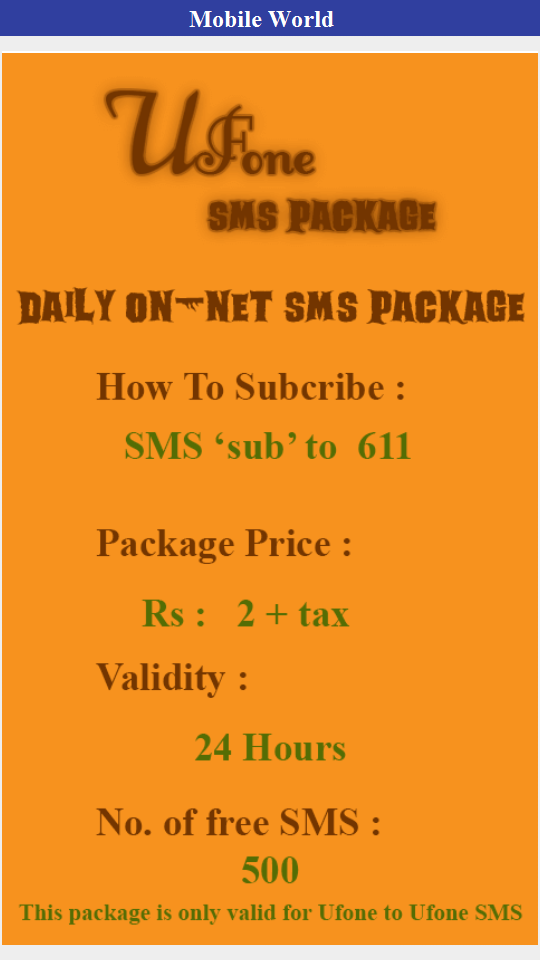 Mobile World
UFone
SMS PACKAGE
DAILY ON-NET SMS PACKAGE
How To Subcribe :
SMS ‘sub’ to 611
Package Price :
Rs : 2 + tax
Validity :
24 Hours
No. of free SMS :
500
This package is only valid for Ufone to Ufone SMS